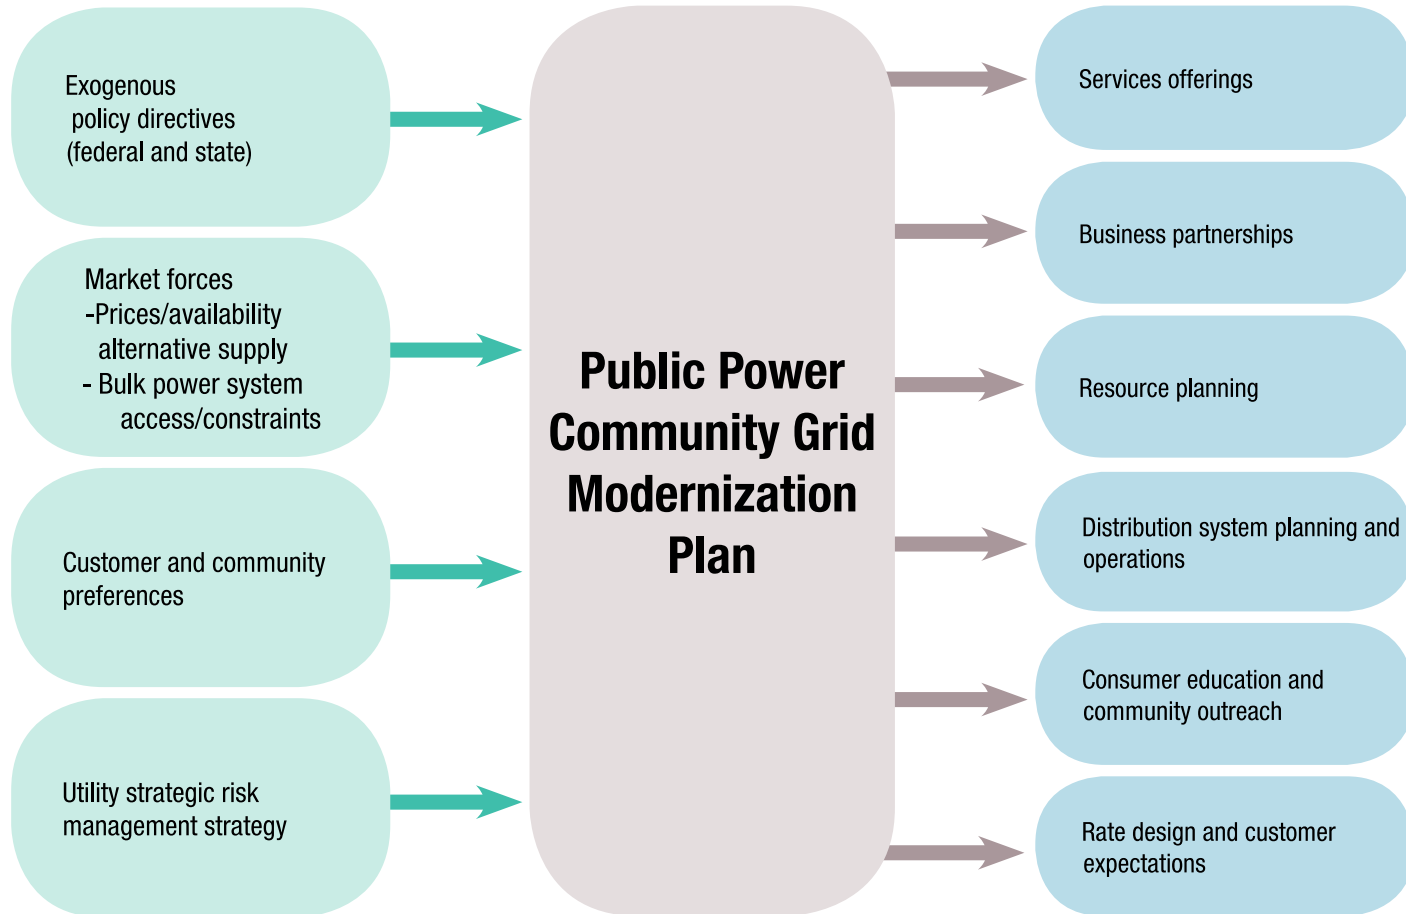 Exogenous
policy directives
(federal and state)
Market forces
-Prices/availability
alternative supply
- Bulk power system
access/constraints
Customer and community
preferences
Utility strategic risk
management strategy
Public Power
Community Grid
Modernization
Plan
Services offerings
Business partnerships
Resource planning
Distribution system planning and
operations
Consumer education and
community outreach
Rate design and customer
expectations